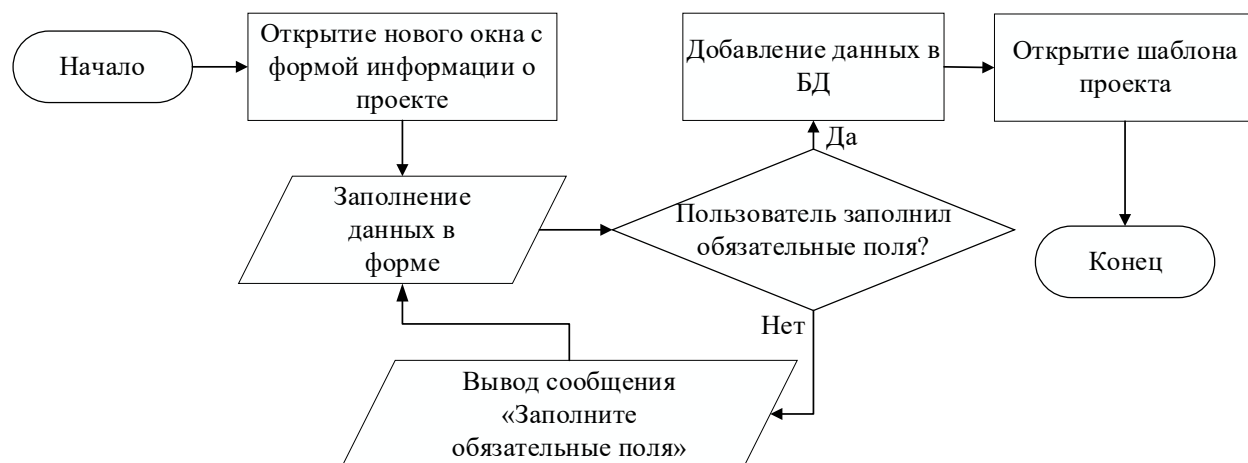 Начало
Открытие нового окна с
формой информации о
проекте
Заполнение
данных в
форме
Пользователь заполнил
обязательные поля?
Да
Добавление данных в
БД
Открытие шаблона
проекта
Конец
Нет
Вывод сообщения
«Заполните
обязательные поля»